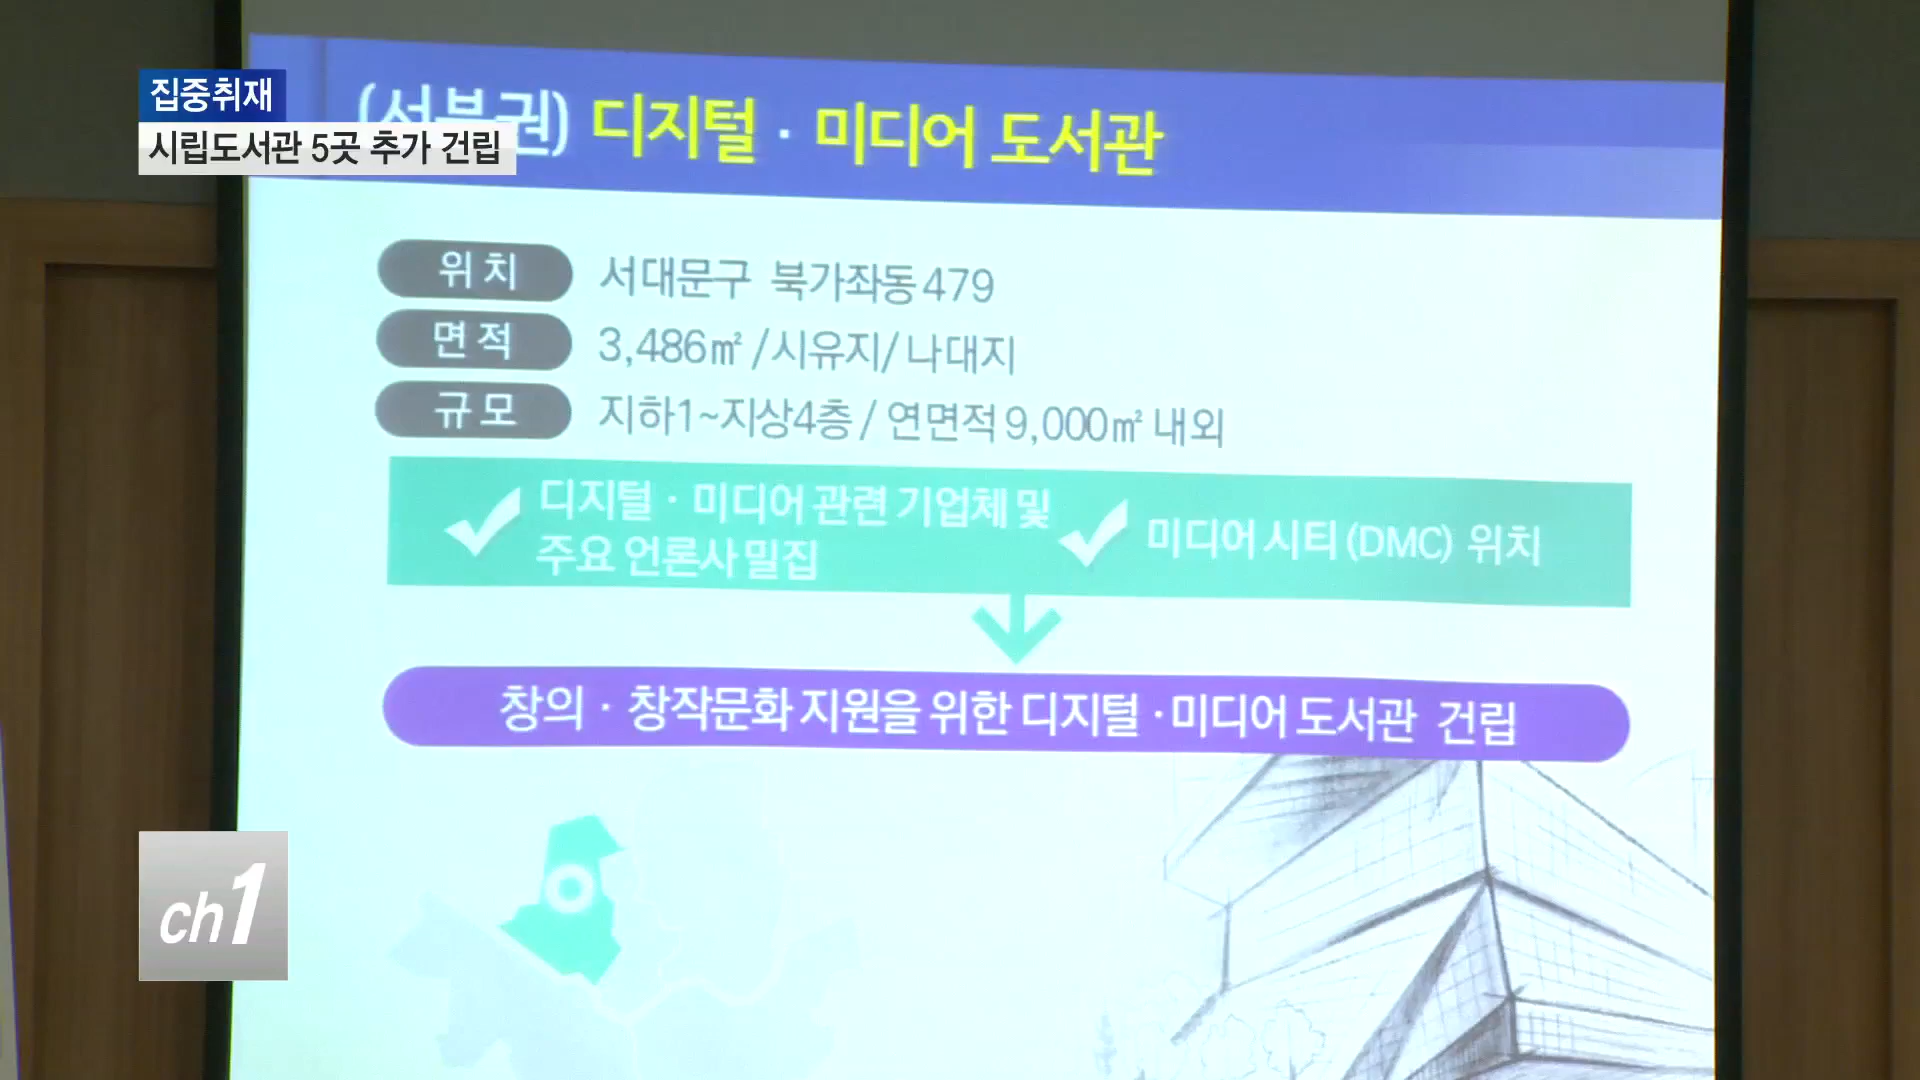 집중취재
시립도서관 5곳 추가 건립
(서부권) 디지털 · 미디어 도서관
위치 서대문구 북가좌동 479
면적 3,486㎡ /시유지/ 나대지
규모 지하1~지상4층 / 연면적 9,000㎡ 내외
디지털 · 미디어 관련 기업체 및
주요 언론사 밀집
미디어 시티 (DMC) 위치
창의 · 창작문화 지원을 위한 디지털 · 미디어 도서관 건립
ch1